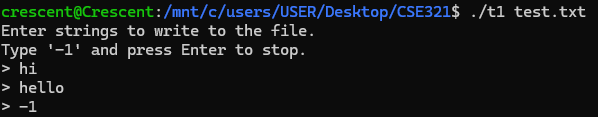 crescent@Crescent:/mnt/c/users/USER/Desktop/CSE321$ ./t1 test.txt
Enter strings to write to the file.
Type '-1' and press Enter to stop.
> hi
> hello
> -1